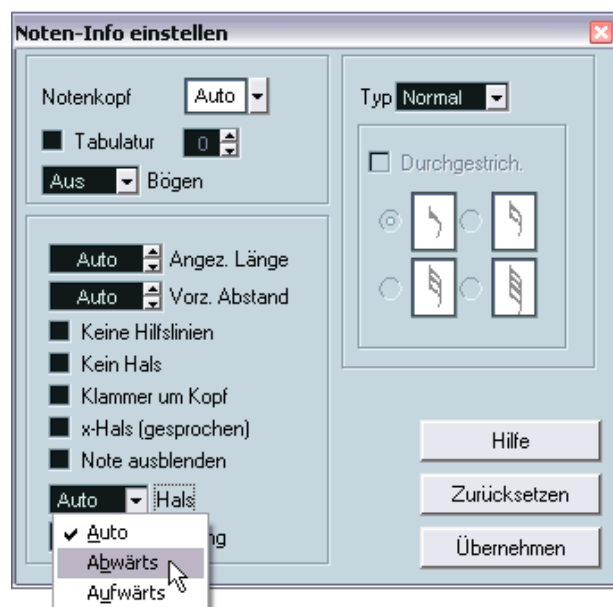 Noten-Info einstellen
Notenkopf Auto
Tabulatur 0
Aus Bögen
Auto Angez. Länge
Auto Vorz. Abstand
Keine Hilfslinien
Kein Hals
Klammer um Kopf
x-Hals (gesprochen)
Note ausblenden
Auto Hals
Auto
Abwärts
Aufwärts
Typ Normal
Durchgestrich.
Hilfe
Zurücksetzen
Übernehmen